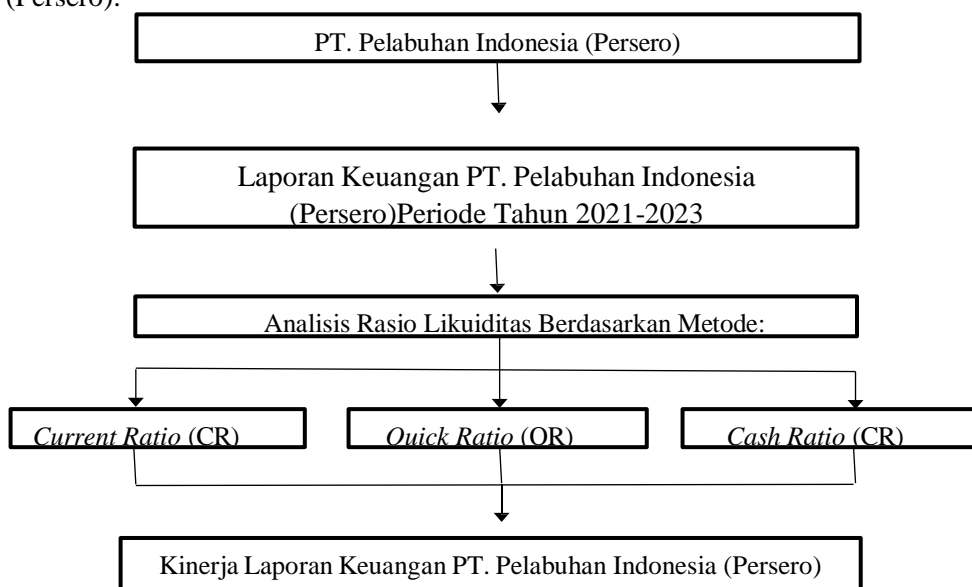 (Persero).
PT. Pelabuhan Indonesia (Persero)
Laporan Keuangan PT. Pelabuhan Indonesia
(Persero)Periode Tahun 2021-2023
Analisis Rasio Likuiditas Berdasarkan Metode:
Current Ratio (CR)
Quick Ratio (QR)
Cash Ratio (CR)
Kinerja Laporan Keuangan PT. Pelabuhan Indonesia (Persero)